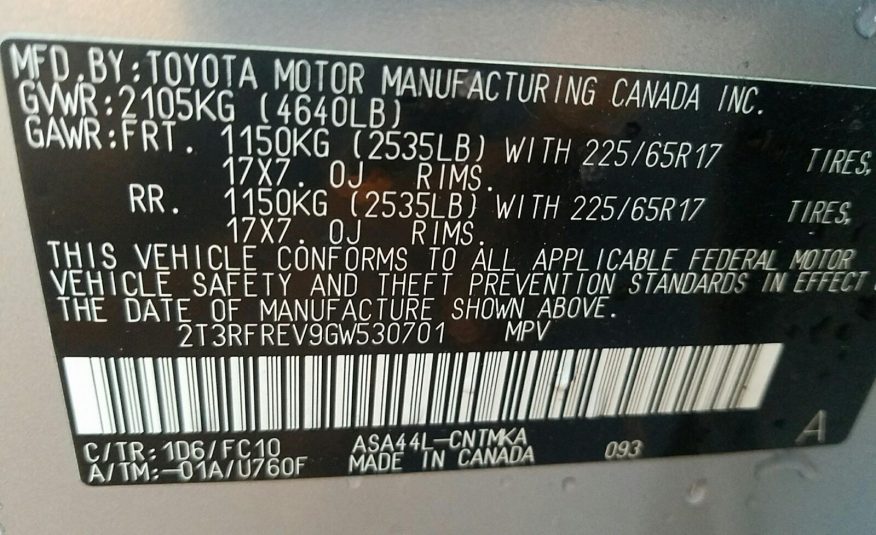 MFD.BY:TOYOTA MOTOR MANUFACTURING CANADA INC.
GVWR:2105KG (4640LB)
GAWR:FRT. 1150KG (2535LB) WITH 225/65R17 TIRES,
17X7. 0J RIMS.
RR. 1150KG (2535LB) WITH 225/65R17 TIRES,
17X7. 0J RIMS.
THIS VEHICLE CONFORMS TO ALL APPLICABLE FEDERAL MOTOR
VEHICLE SAFETY AND THEFT PREVENTION STANDARDS IN EFFECT
THE DATE OF MANUFACTURE SHOWN ABOVE.
2T3RFREV9GW530701 MPV
C/TR:1D6/FC10 ASA44L-CNTMKA 093 A
A/TM:-01A/U760F MADE IN CANADA